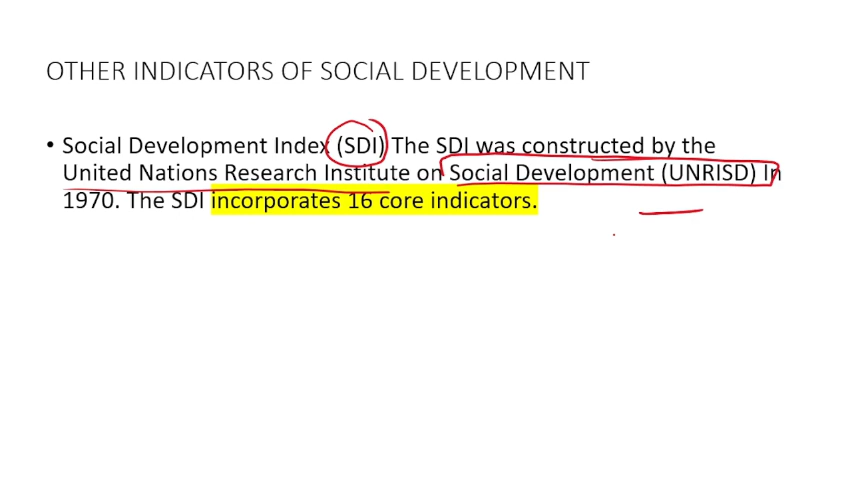 OTHER INDICATORS OF SOCIAL DEVELOPMENT
• Social Development Index (SDI) The SDI was constructed by the
United Nations Research Institute on Social Development (UNRISD) In
1970. The SDI incorporates 16 core indicators.